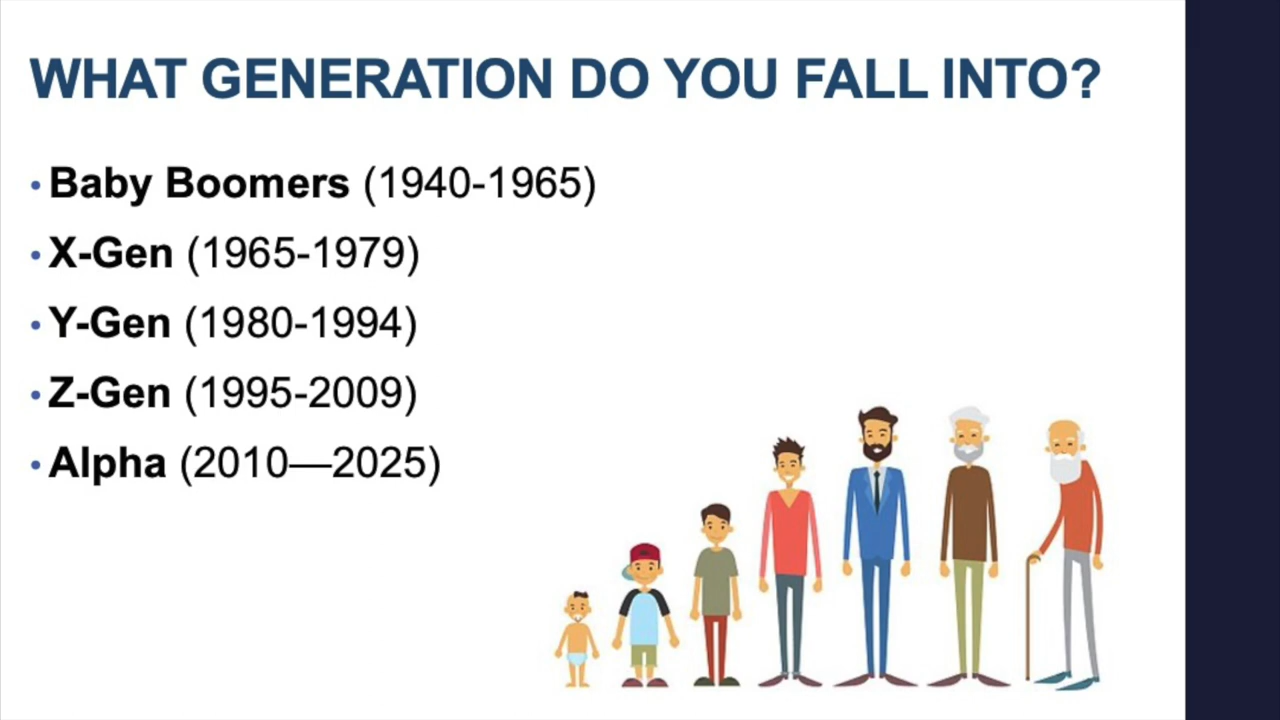 WHAT GENERATION DO YOU FALL INTO?
• Baby Boomers (1940-1965)
• X-Gen (1965-1979)
• Y-Gen (1980-1994)
• Z-Gen (1995-2009)
• Alpha (2010—2025)